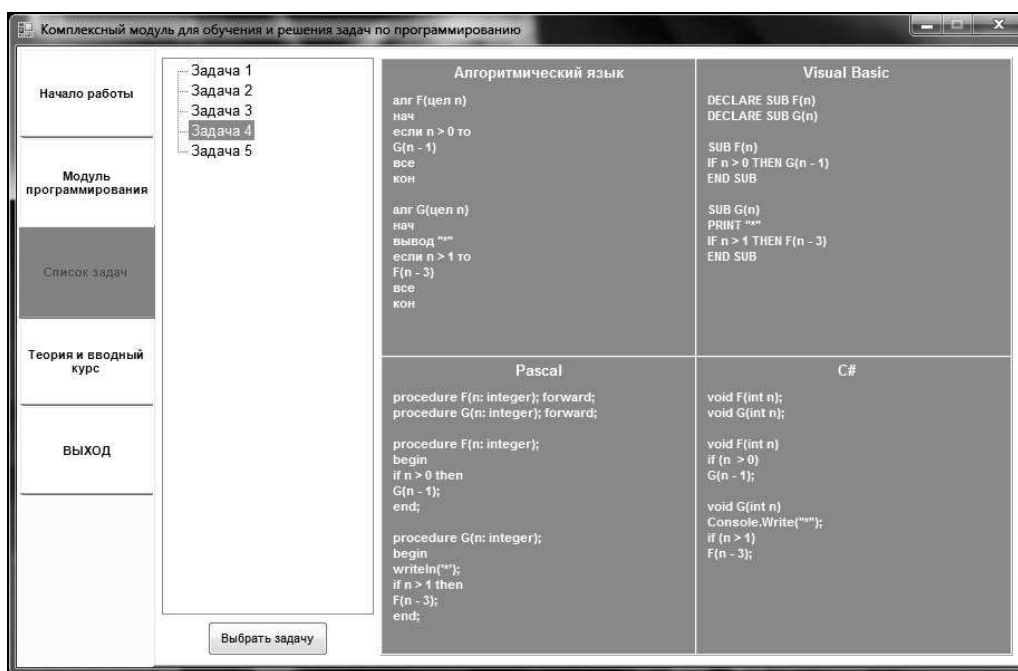 Комплексный модуль для обучения и решения задач по программированию
Начало работы
Модуль
программирования
Список задач
Теория и вводный
курс
ВЫХОД
Задача 1
Задача 2
Задача 3
Задача 4
Задача 5
Выбрать задачу
Алгоритмический язык
алг F(цел n)
нач
если n > 0 то
G(n - 1)
все
кон
алг G(цел n)
нач
вывод "*"
если n > 1 то
F(n - 3)
все
кон
Visual Basic
DECLARE SUB F(n)
DECLARE SUB G(n)
SUB F(n)
IF n > 0 THEN G(n - 1)
END SUB
SUB G(n)
PRINT "*"
IF n > 1 THEN F(n - 3)
END SUB
Pascal
procedure F(n: integer); forward;
procedure G(n: integer); forward;
procedure F(n: integer);
begin
if n > 0 then
G(n - 1);
end;
procedure G(n: integer);
begin
writeln('*');
if n > 1 then
F(n - 3);
end;
C#
void F(int n);
void G(int n);
void F(int n)
if (n > 0)
G(n - 1);
void G(int n)
Console.Write("*");
if (n > 1)
F(n - 3);